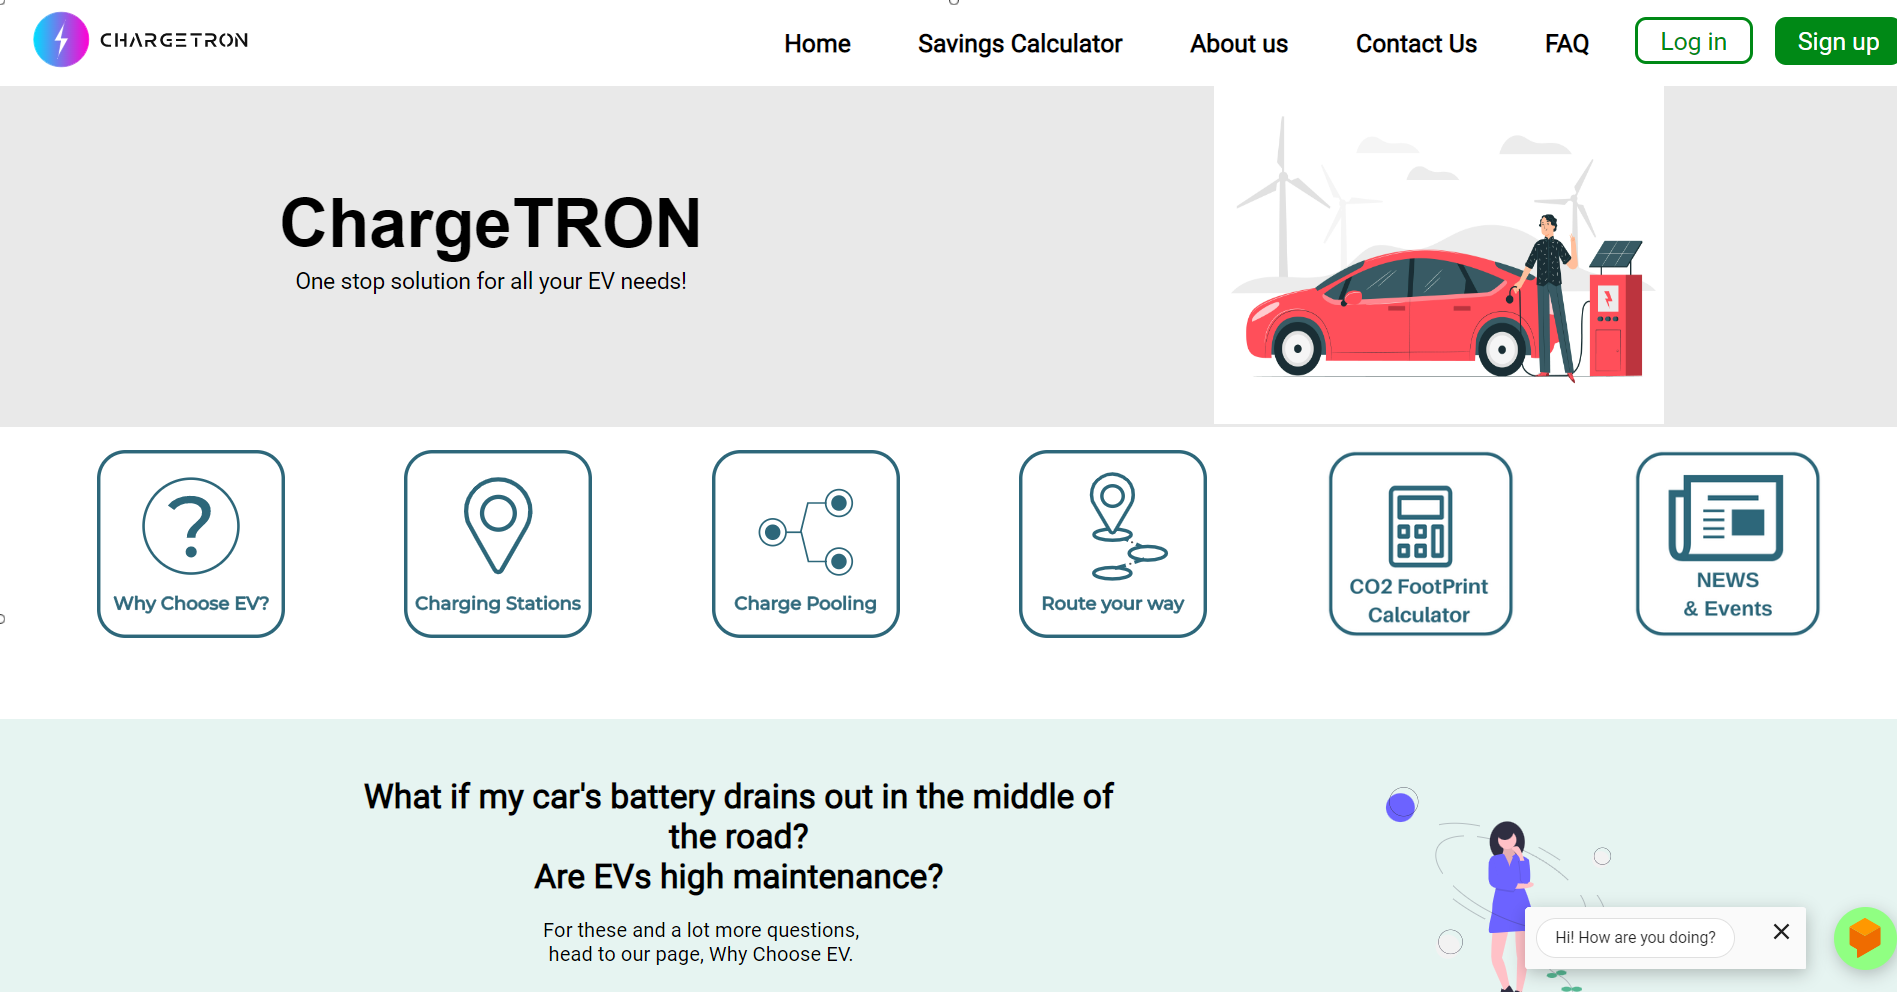 CHARGETRON
Home
Savings Calculator
About us
Contact Us
FAQ
Log in
Sign up
ChargeTRON
One stop solution for all your EV needs!
Why Choose EV?
Charging Stations
Charge Pooling
Route your way
CO2 FootPrint
Calculator
NEWS
& Events
What if my car's battery drains out in the middle of
the road?
Are EVs high maintenance?
For these and a lot more questions,
head to our page, Why Choose EV.
Hi! How are you doing?